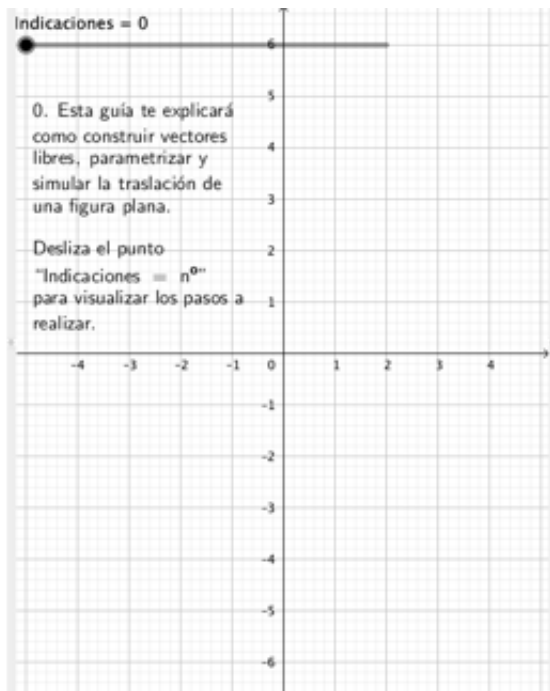 Indicaciones = 0
6
5
0. Esta guía te explicará
como construir vectores
4
libres, parametrizar y
simular la traslación de
3
una figura plana.
Desliza el punto
2
"Indicaciones = nº"
para visualizar los pasos a
1
realizar.
-4 -3 -2 -1 0 1 2 3 4
-1
-2
-3
-4
-5
-6